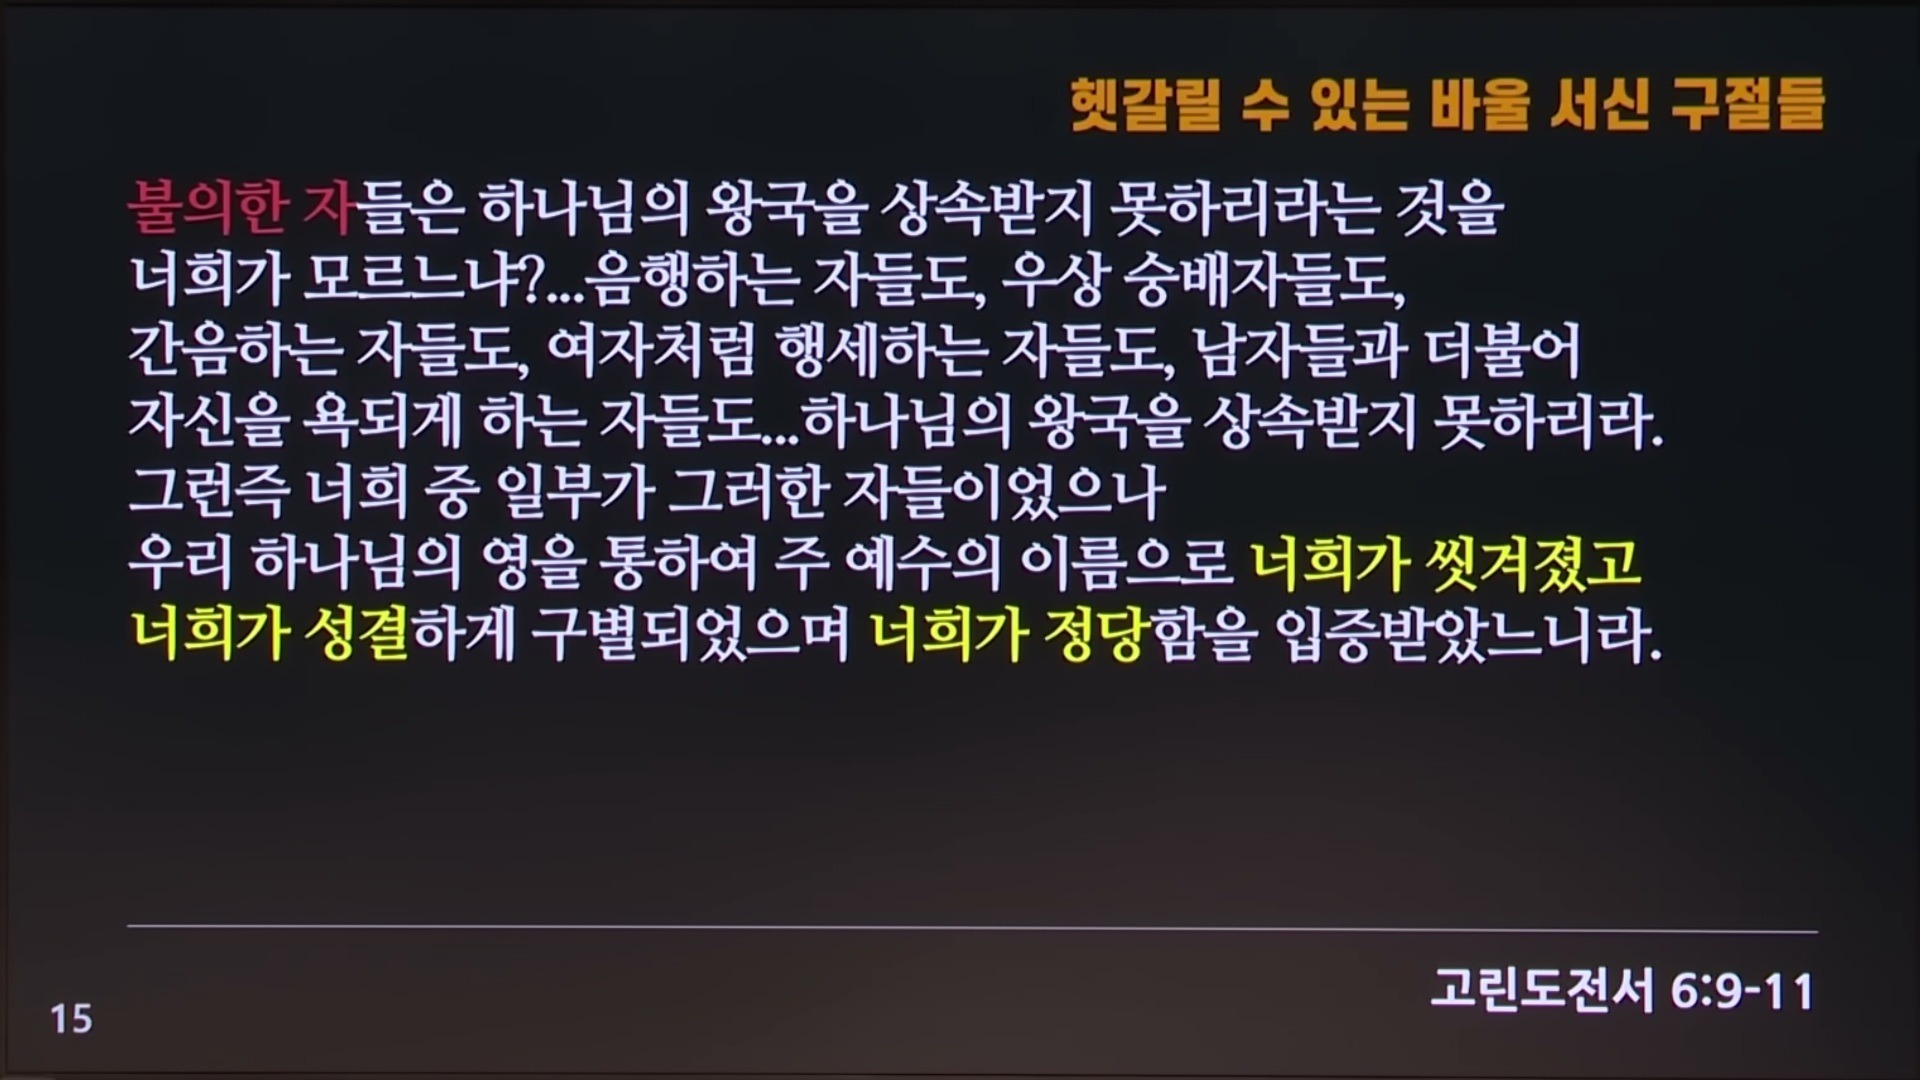 헷갈릴 수 있는 바울 서신 구절들
불의한 자들은 하나님의 왕국을 상속받지 못하리라는 것을
너희가 모르느냐?...음행하는 자들도, 우상 숭배자들도,
간음하는 자들도, 여자처럼 행세하는 자들도, 남자들과 더불어
자신을 욕되게 하는 자들도...하나님의 왕국을 상속받지 못하리라.
그런즉 너희 중 일부가 그러한 자들이었으나
우리 하나님의 영을 통하여 주 예수의 이름으로 너희가 씻겨졌고
너희가 성결하게 구별되었으며 너희가 정당함을 입증받았느니라.
고린도전서 6:9-11
15